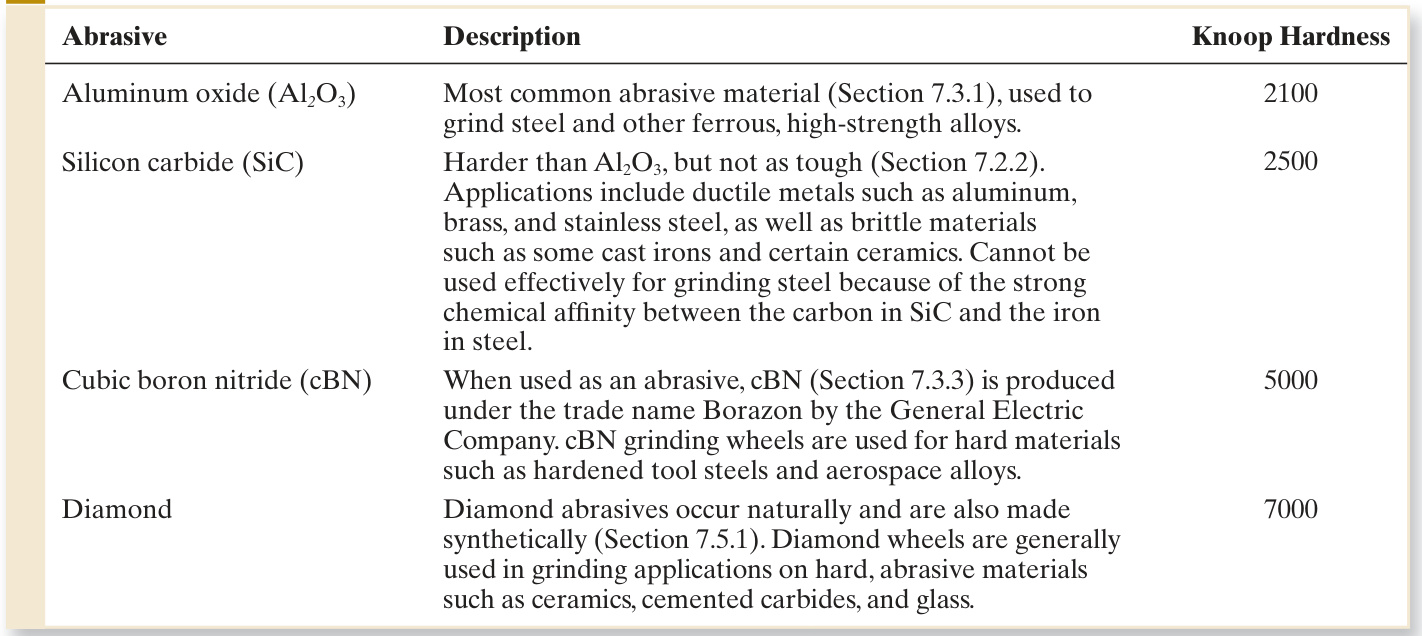 Abrasive Description Knoop Hardness
Aluminum oxide (Al₂O₃) Most common abrasive material (Section 7.3.1), used to 2100
grind steel and other ferrous, high-strength alloys.
Silicon carbide (SiC) Harder than Al₂O₃, but not as tough (Section 7.2.2). 2500
Applications include ductile metals such as aluminum,
brass, and stainless steel, as well as brittle materials
such as some cast irons and certain ceramics. Cannot be
used effectively for grinding steel because of the strong
chemical affinity between the carbon in SiC and the iron
in steel.
Cubic boron nitride (cBN) When used as an abrasive, cBN (Section 7.3.3) is produced 5000
under the trade name Borazon by the General Electric
Company. cBN grinding wheels are used for hard materials
such as hardened tool steels and aerospace alloys.
Diamond Diamond abrasives occur naturally and are also made 7000
synthetically (Section 7.5.1). Diamond wheels are generally
used in grinding applications on hard, abrasive materials
such as ceramics, cemented carbides, and glass.